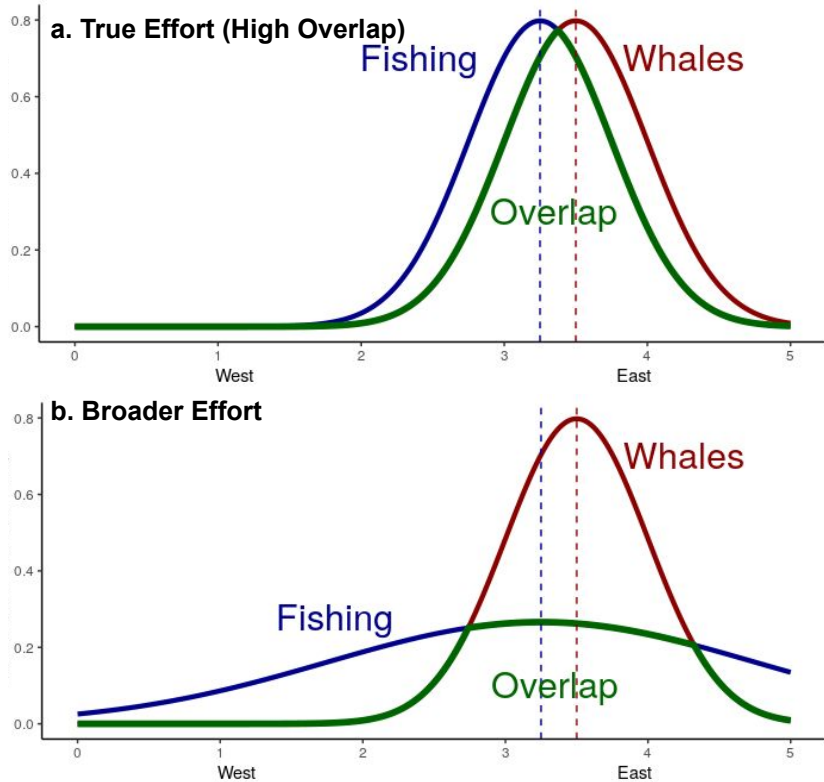 a. True Effort (High Overlap)
Fishing
Whales
Overlap
0.8
0.6
0.4
0.2
0.0
0 1 2 3 4 5
West East
b. Broader Effort
Whales
Fishing
Overlap
0.8
0.6
0.4
0.2
0.0
0 1 2 3 4 5
West East